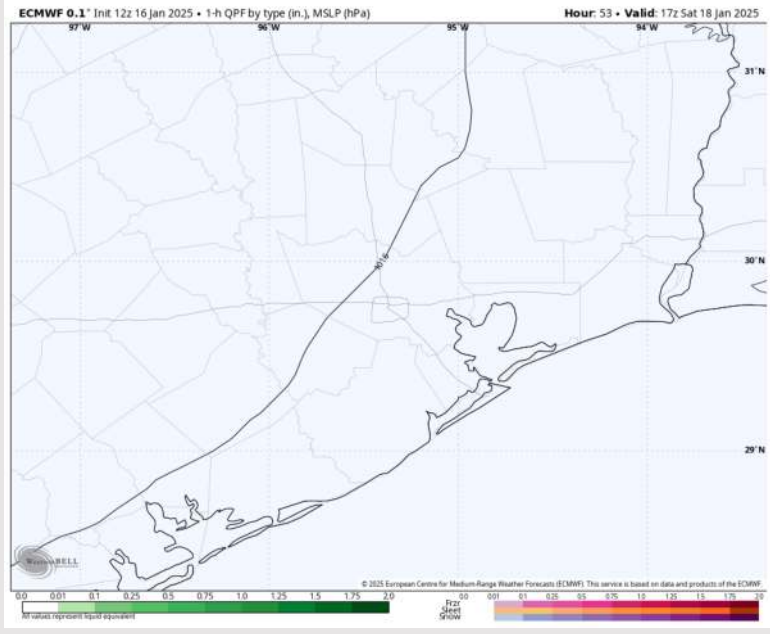 ECMWF 0.1° Init 12z 16 Jan 2025 • 1-h QPF by type (in.), MSLP (hPa) Hour: 53 • Valid: 17z Sat 18 Jan 2025
97°W 96°W 95°W 94°W
31°N
30°N
1016
29°N
WeatherBELL
© 2025 European Centre for Medium-Range Weather Forecasts (ECMWF). This service is based on data and products of the ECMWF.
0.0 0.01 0.1 0.25 0.5 0.75 1.0 1.25 1.5 1.75 2.0 0.0 0.01 0.1 0.25 0.5 0.75 1.0 1.25 1.5 1.75 2.0
Frzr
Sleet
Snow
All values represent liquid equivalent